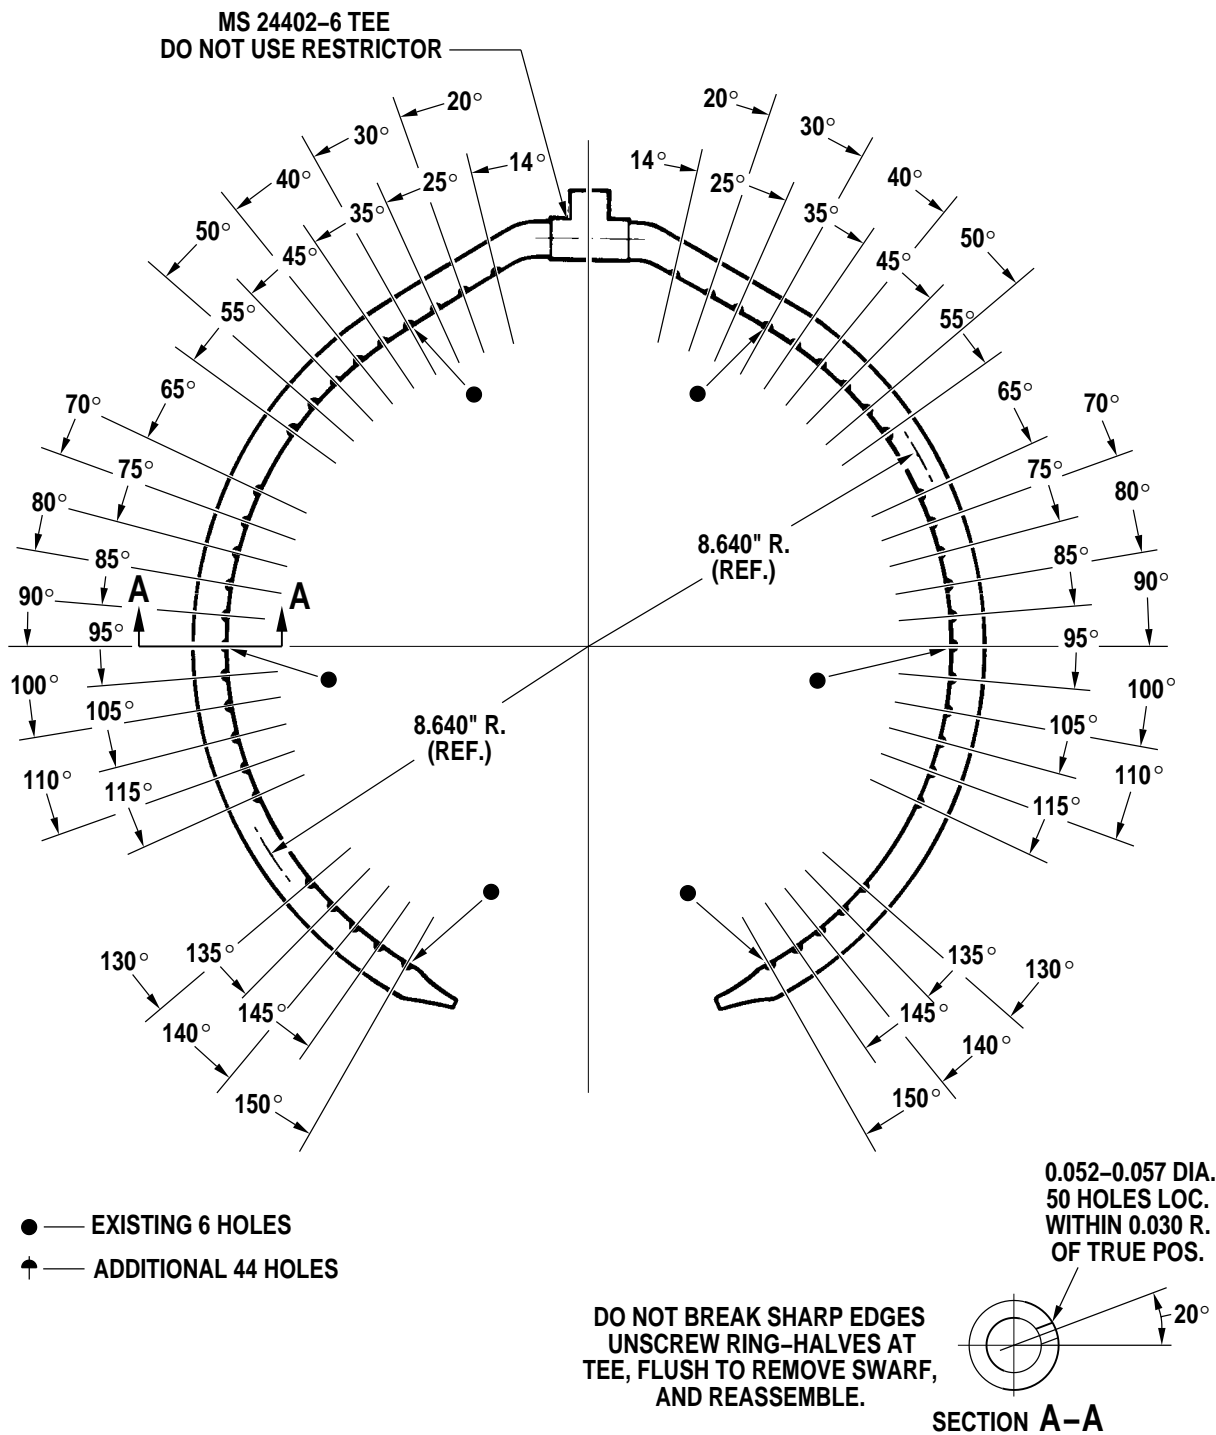 MS 24402–6 TEE
DO NOT USE RESTRICTOR
20°
30°
14°
40°
25°
35°
50°
45°
55°
65°
70°
75°
80°
85°
90°
95°
100°
105°
110°
115°
130°
135°
140°
145°
150°
20°
30°
14°
25°
40°
35°
50°
45°
55°
65°
70°
75°
80°
85°
90°
95°
100°
105°
110°
115°
135°
130°
145°
140°
150°
A
A
8.640" R.
(REF.)
8.640" R.
(REF.)
EXISTING 6 HOLES
ADDITIONAL 44 HOLES
0.052–0.057 DIA.
50 HOLES LOC.
WITHIN 0.030 R.
OF TRUE POS.
20°
DO NOT BREAK SHARP EDGES
UNSCREW RING–HALVES AT
TEE, FLUSH TO REMOVE SWARF,
AND REASSEMBLE.
SECTION A–A